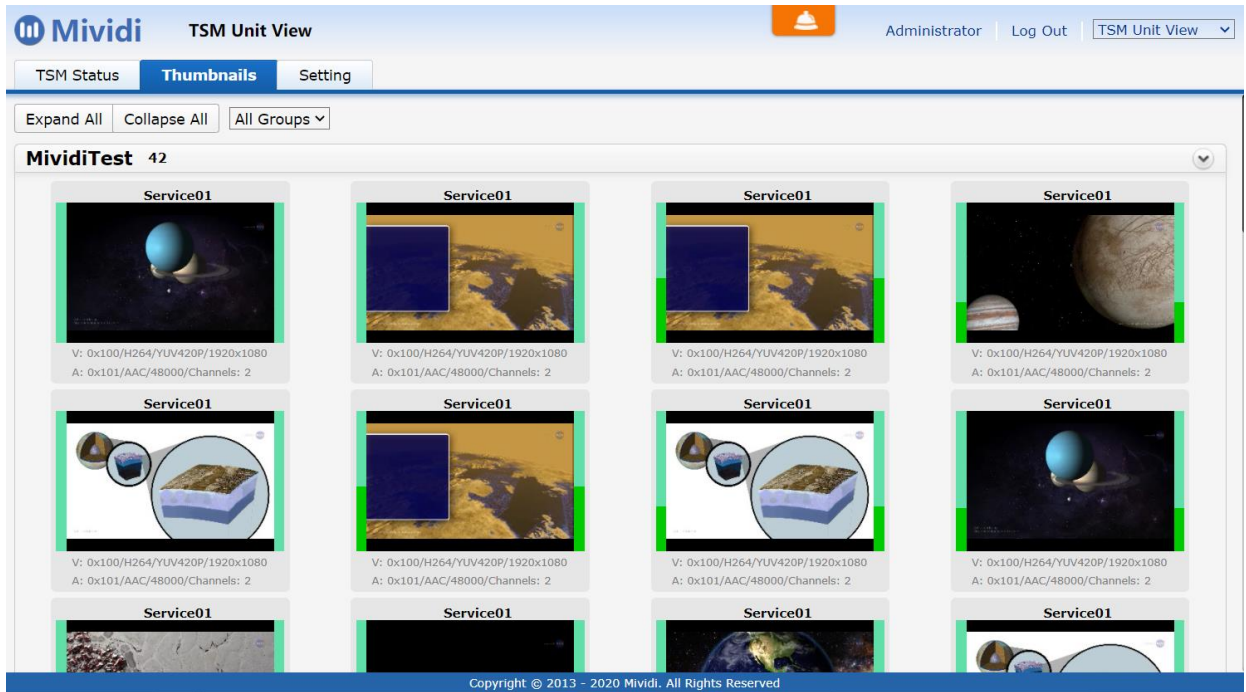 Mividi TSM Unit View Administrator Log Out TSM Unit View
TSM Status Thumbnails Setting
Expand All Collapse All All Groups
MividiTest 42
Service01 Service01 Service01 Service01
V: 0x100/H264/YUV420P/1920x1080 V: 0x100/H264/YUV420P/1920x1080 V: 0x100/H264/YUV420P/1920x1080 V: 0x100/H264/YUV420P/1920x1080
A: 0x101/AAC/48000/Channels: 2 A: 0x101/AAC/48000/Channels: 2 A: 0x101/AAC/48000/Channels: 2 A: 0x101/AAC/48000/Channels: 2
Service01 Service01 Service01 Service01
V: 0x100/H264/YUV420P/1920x1080 V: 0x100/H264/YUV420P/1920x1080 V: 0x100/H264/YUV420P/1920x1080 V: 0x100/H264/YUV420P/1920x1080
A: 0x101/AAC/48000/Channels: 2 A: 0x101/AAC/48000/Channels: 2 A: 0x101/AAC/48000/Channels: 2 A: 0x101/AAC/48000/Channels: 2
Service01 Service01 Service01 Service01
Copyright © 2013 - 2020 Mividi. All Rights Reserved